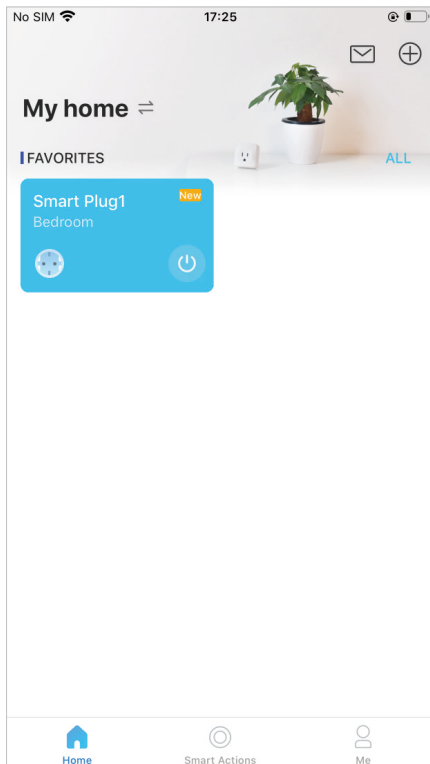 No SIM 17:25
My home
FAVORITES ALL
Smart Plug1 New
Bedroom
Home Smart Actions Me